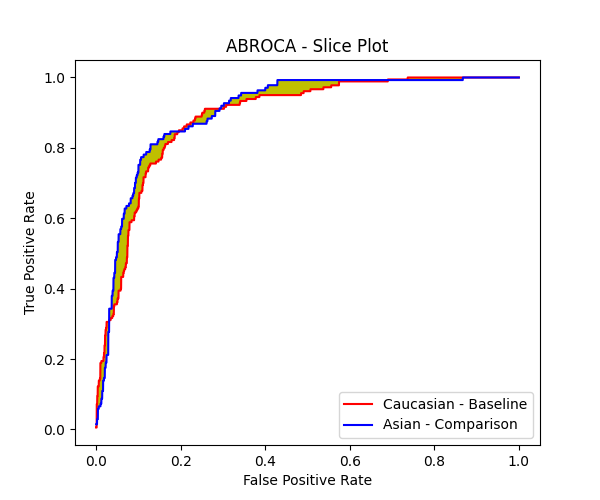 ABROCA - Slice Plot
True Positive Rate
1.0
0.8
0.6
0.4
0.2
0.0
Caucasian - Baseline
Asian - Comparison
0.0 0.2 0.4 0.6 0.8 1.0
False Positive Rate